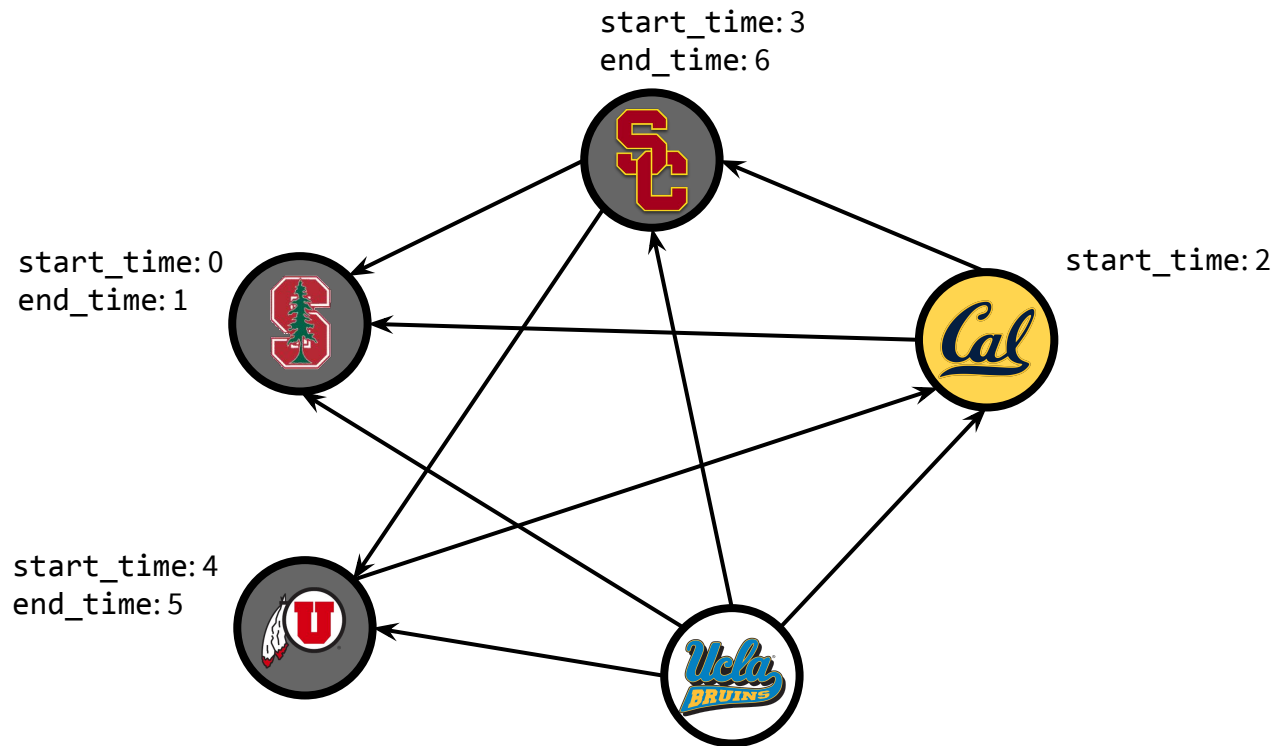 start_time: 3
end_time: 6
SC
start_time: 0
end_time: 1
S
start_time: 2
Cal
start_time: 4
end_time: 5
U
Ucla
BRUINS